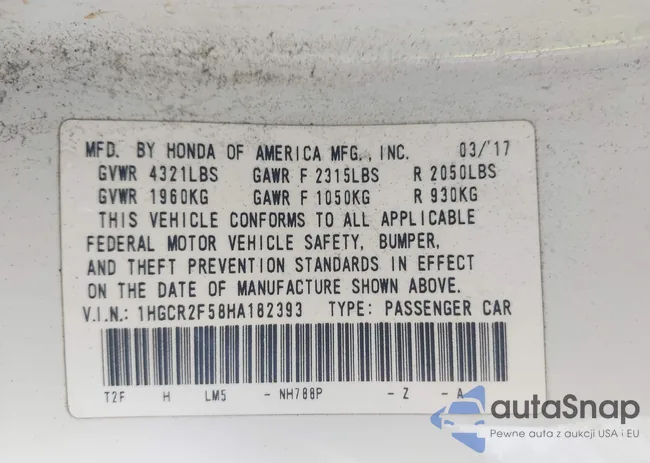 MFD. BY HONDA OF AMERICA MFG., INC. 03/'17
GVWR 4321LBS GAWR F 2315LBS R 2050LBS
GVWR 1960KG GAWR F 1050KG R 930KG
THIS VEHICLE CONFORMS TO ALL APPLICABLE
FEDERAL MOTOR VEHICLE SAFETY, BUMPER,
AND THEFT PREVENTION STANDARDS IN EFFECT
ON THE DATE OF MANUFACTURE SHOWN ABOVE.
V.I.N.: 1HGCR2F58HA182393 TYPE: PASSENGER CAR
T2F H LM5 - NH788P - Z - A
autaSnap
Pewne auta z aukcji USA i EU